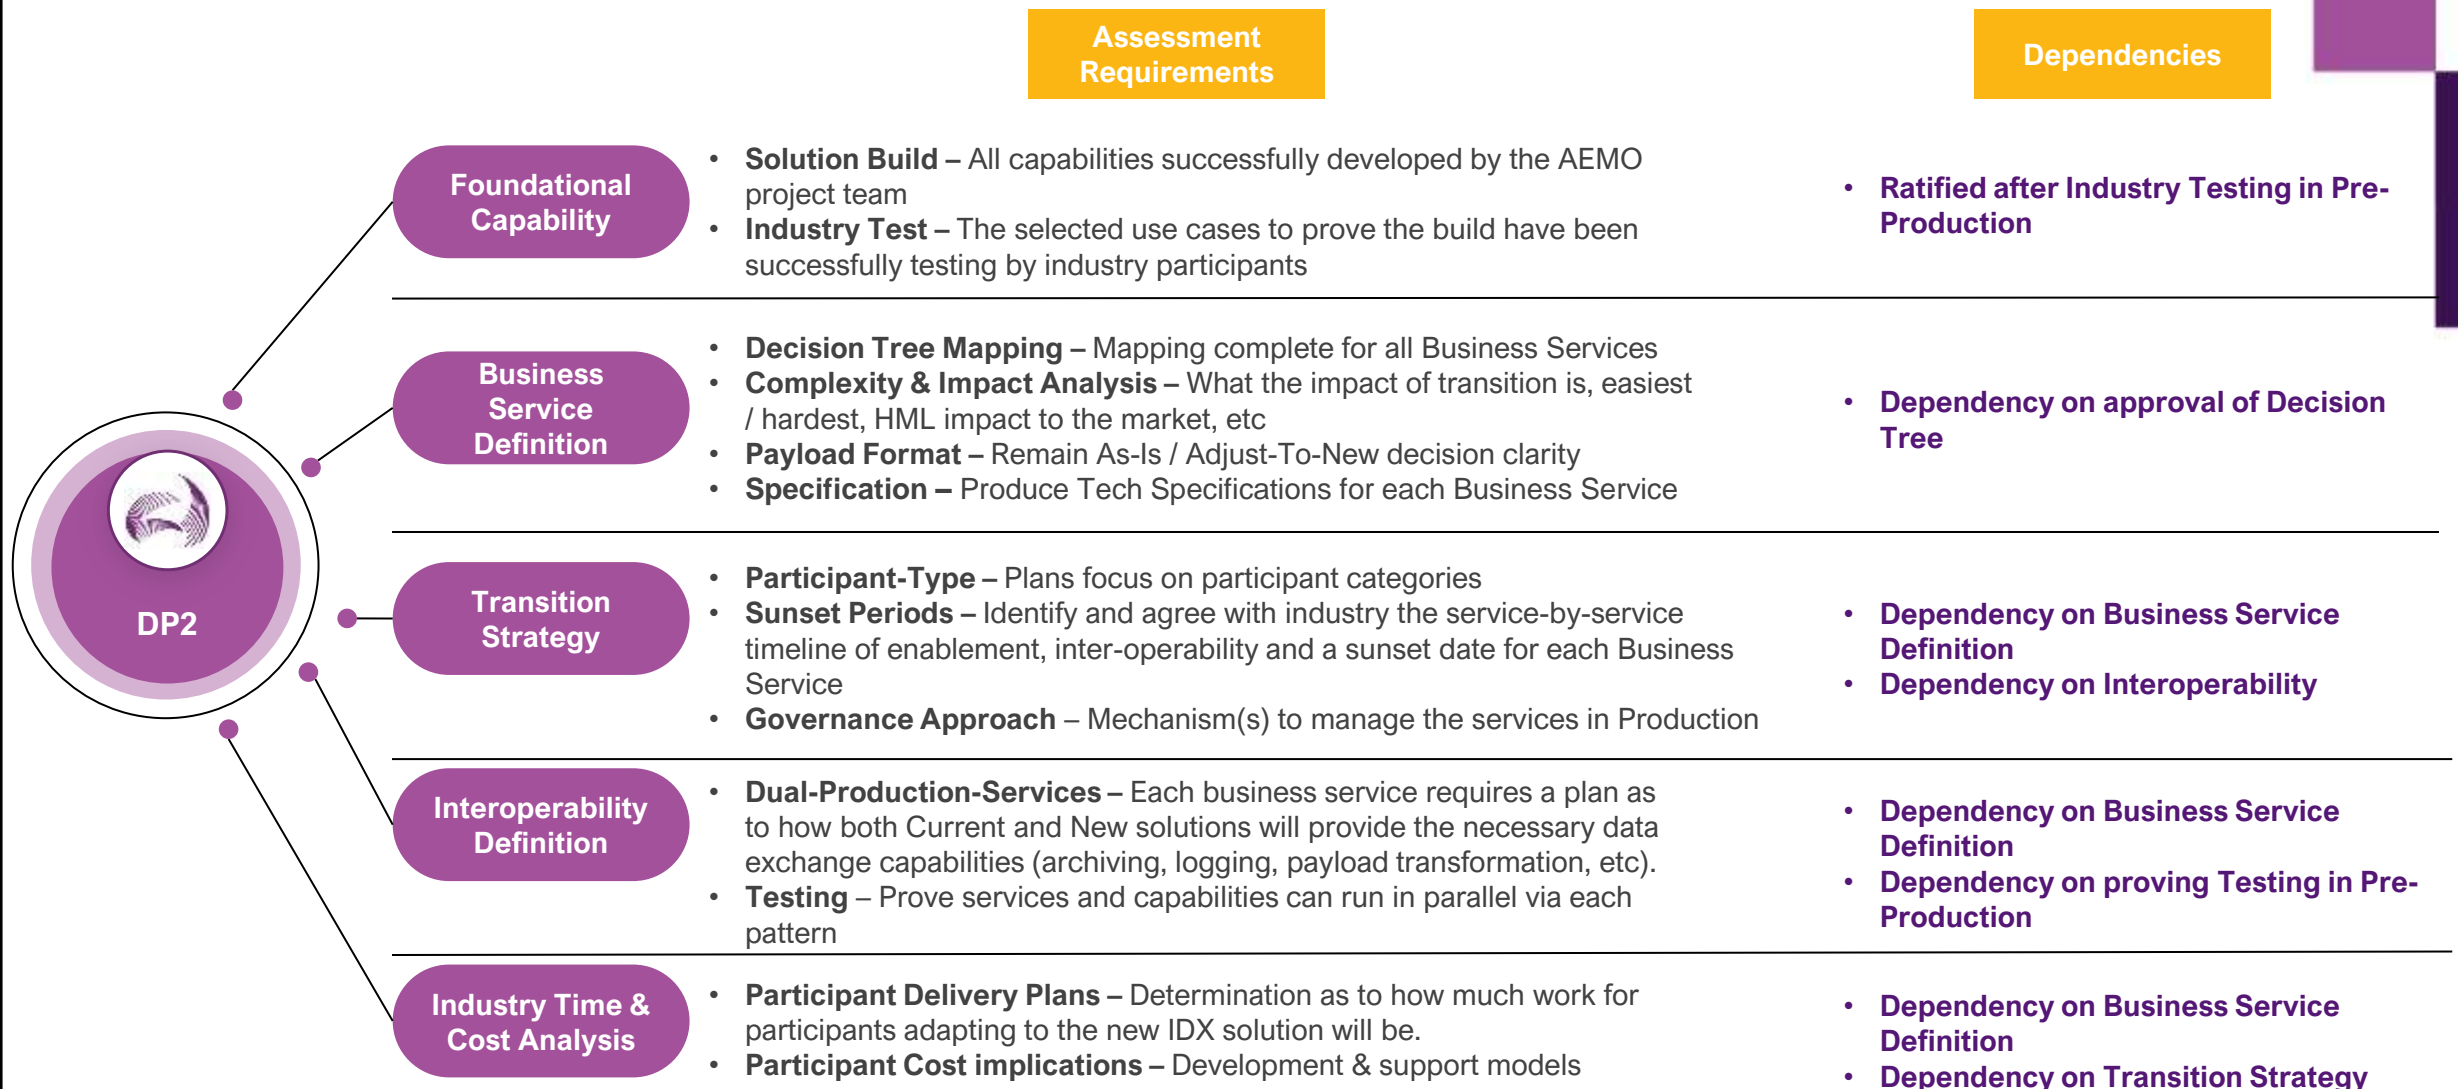 Assessment
Requirements
Dependencies
Foundational
Capability
• Solution Build – All capabilities successfully developed by the AEMO
project team
• Industry Test – The selected use cases to prove the build have been
successfully testing by industry participants
• Ratified after Industry Testing in Pre-
Production
Business
Service
Definition
• Decision Tree Mapping – Mapping complete for all Business Services
• Complexity & Impact Analysis – What the impact of transition is, easiest
/ hardest, HML impact to the market, etc
• Payload Format – Remain As-Is / Adjust-To-New decision clarity
• Specification – Produce Tech Specifications for each Business Service
• Dependency on approval of Decision
Tree
DP2
Transition
Strategy
• Participant-Type – Plans focus on participant categories
• Sunset Periods – Identify and agree with industry the service-by-service
timeline of enablement, inter-operability and a sunset date for each Business
Service
• Governance Approach – Mechanism(s) to manage the services in Production
• Dependency on Business Service
Definition
• Dependency on Interoperability
Interoperability
Definition
• Dual-Production-Services – Each business service requires a plan as
to how both Current and New solutions will provide the necessary data
exchange capabilities (archiving, logging, payload transformation, etc).
• Testing – Prove services and capabilities can run in parallel via each
pattern
• Dependency on Business Service
Definition
• Dependency on proving Testing in Pre-
Production
Industry Time &
Cost Analysis
• Participant Delivery Plans – Determination as to how much work for
participants adapting to the new IDX solution will be.
• Participant Cost implications – Development & support models
• Dependency on Business Service
Definition
• Dependency on Transition Strategy